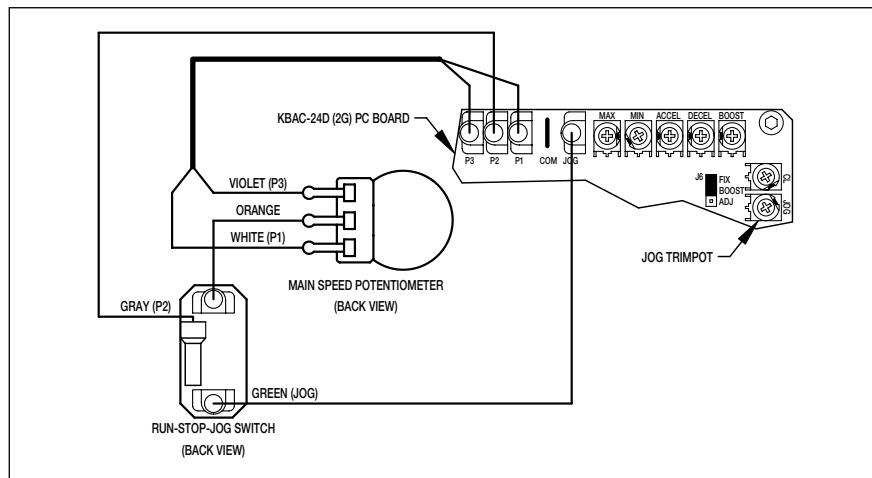 KBAC-24D (2G) PC BOARD
MAX MIN ACCEL DECEL BOOST
P3 P2 P1 COM JOG
J6 FIX
BOOST
ADJ
CL
JOG
JOG TRIMPOT
VIOLET (P3)
ORANGE
WHITE (P1)
MAIN SPEED POTENTIOMETER
(BACK VIEW)
GRAY (P2)
GREEN (JOG)
RUN-STOP-JOG SWITCH
(BACK VIEW)